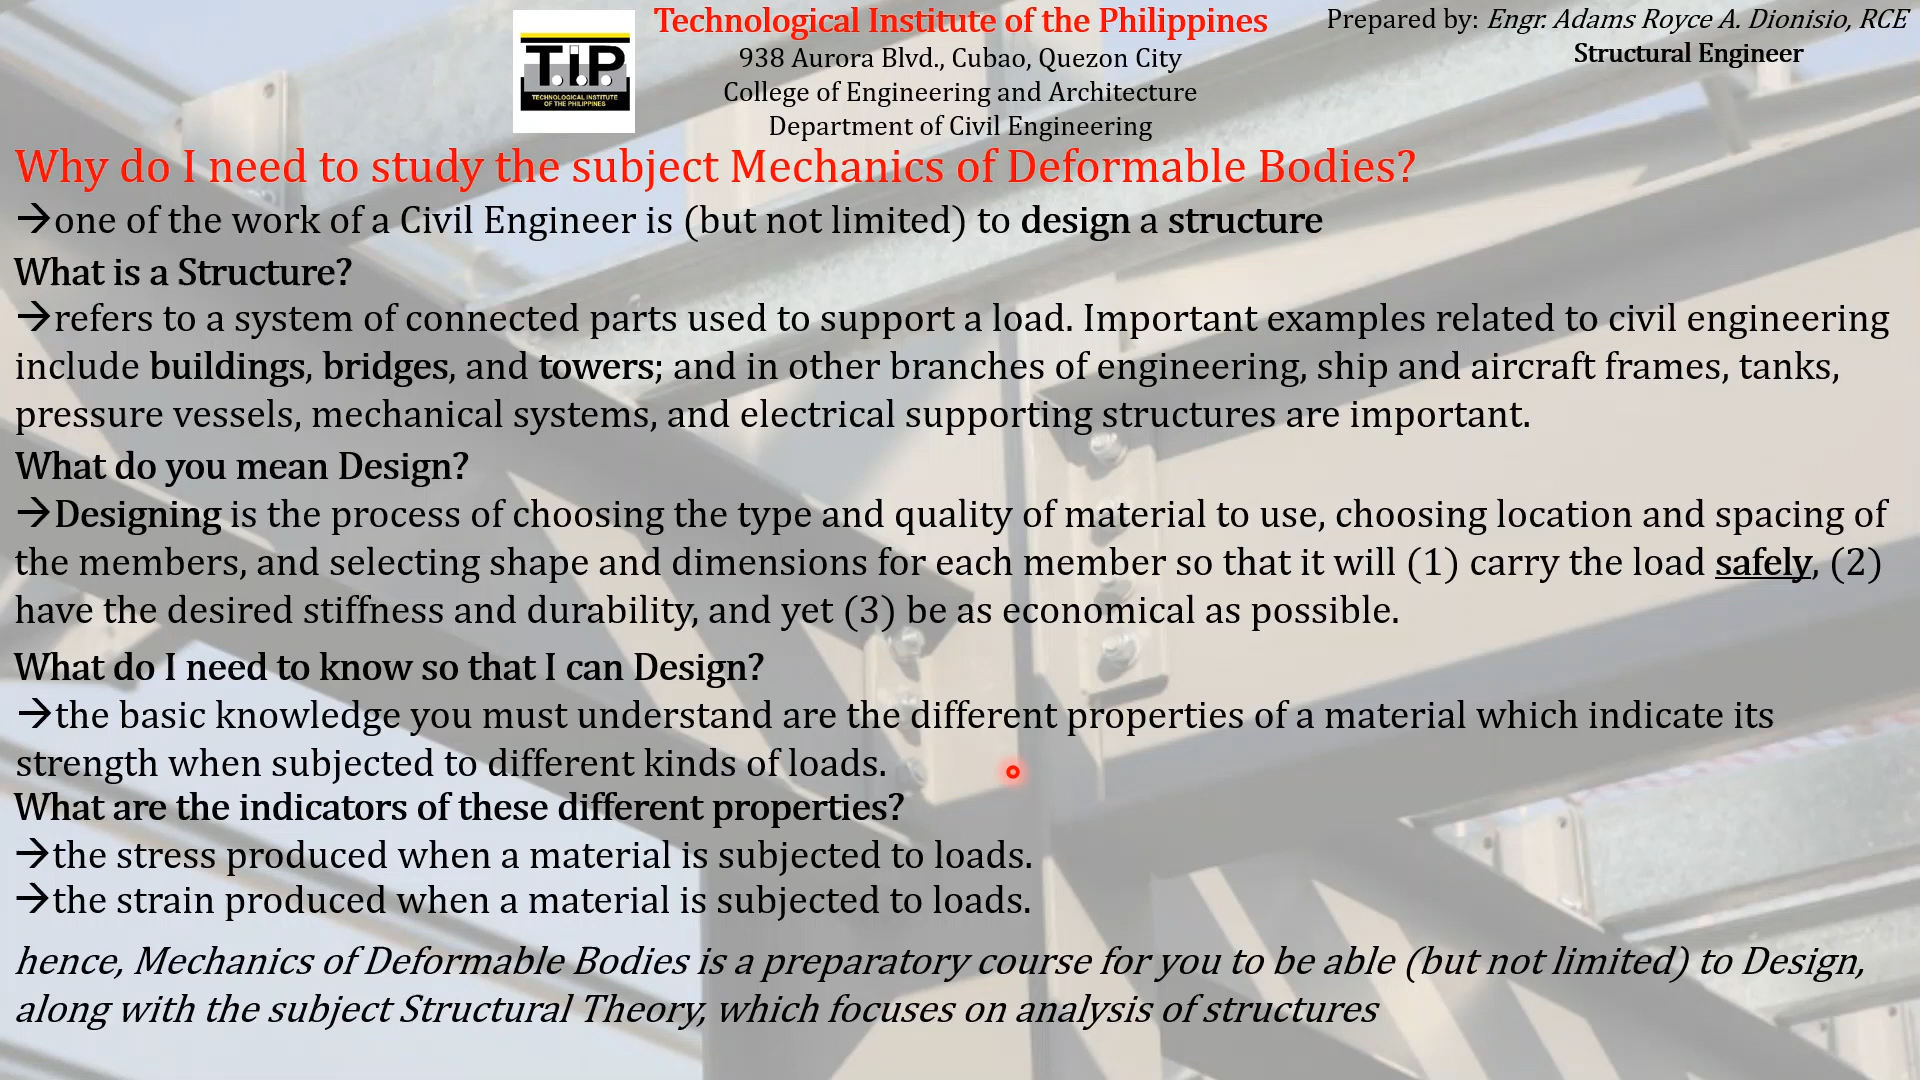 T.I.P
TECHNOLOGICAL INSTITUTE
OF THE PHILIPPINES
Technological Institute of the Philippines
938 Aurora Blvd., Cubao, Quezon City
College of Engineering and Architecture
Department of Civil Engineering
Prepared by: Engr. Adams Royce A. Dionisio, RCE
Structural Engineer
Why do I need to study the subject Mechanics of Deformable Bodies?
→one of the work of a Civil Engineer is (but not limited) to design a structure
What is a Structure?
→refers to a system of connected parts used to support a load. Important examples related to civil engineering
include buildings, bridges, and towers; and in other branches of engineering, ship and aircraft frames, tanks,
pressure vessels, mechanical systems, and electrical supporting structures are important.
What do you mean Design?
→Designing is the process of choosing the type and quality of material to use, choosing location and spacing of
the members, and selecting shape and dimensions for each member so that it will (1) carry the load safely, (2)
have the desired stiffness and durability, and yet (3) be as economical as possible.
What do I need to know so that I can Design?
→the basic knowledge you must understand are the different properties of a material which indicate its
strength when subjected to different kinds of loads.
What are the indicators of these different properties?
→the stress produced when a material is subjected to loads.
→the strain produced when a material is subjected to loads.
hence, Mechanics of Deformable Bodies is a preparatory course for you to be able (but not limited) to Design,
along with the subject Structural Theory, which focuses on analysis of structures